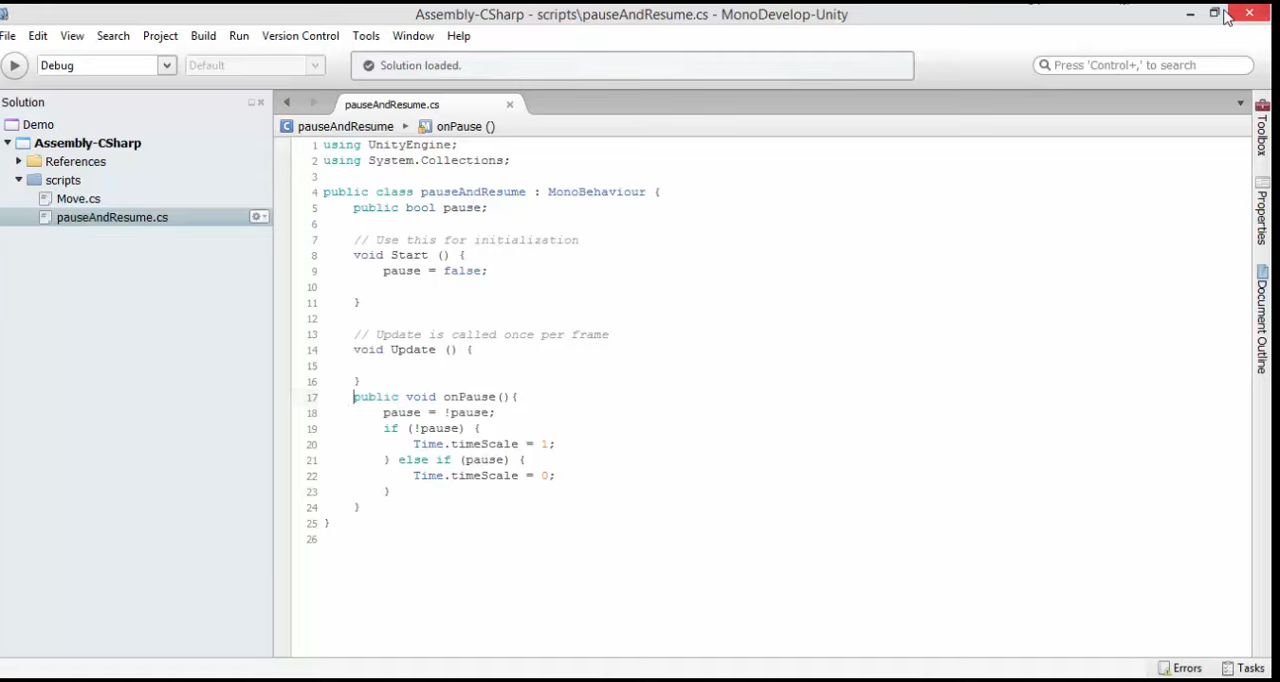 Assembly-CSharp - scripts\pauseAndResume.cs - MonoDevelop-Unity
File Edit View Search Project Build Run Version Control Tools Window Help
Debug Default Solution loaded. Press 'Control+,' to search
Solution
Demo
Assembly-CSharp
References
scripts
Move.cs
pauseAndResume.cs
pauseAndResume.cs
pauseAndResume onPause ()
1 using UnityEngine;
2 using System.Collections;
3
4 public class pauseAndResume : MonoBehaviour {
5 public bool pause;
6
7 // Use this for initialization
8 void Start () {
9 pause = false;
10
11 }
12
13 // Update is called once per frame
14 void Update () {
15
16 }
17 public void onPause(){
18 pause = !pause;
19 if (!pause) {
20 Time.timeScale = 1;
21 } else if (pause) {
22 Time.timeScale = 0;
23 }
24 }
25 }
26
Toolbox
Properties
Document Outline
Errors Tasks